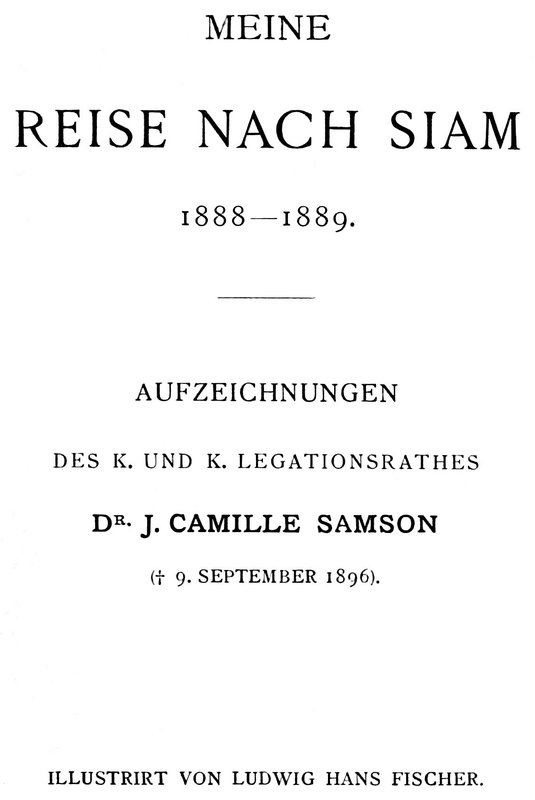 MEINE
REISE NACH SIAM
1888—1889.
AUFZEICHNUNGEN
DES K. UND K. LEGATIONSRATHES
DR. J. CAMILLE SAMSON
(† 9. SEPTEMBER 1896).
ILLUSTRIRT VON LUDWIG HANS FISCHER.